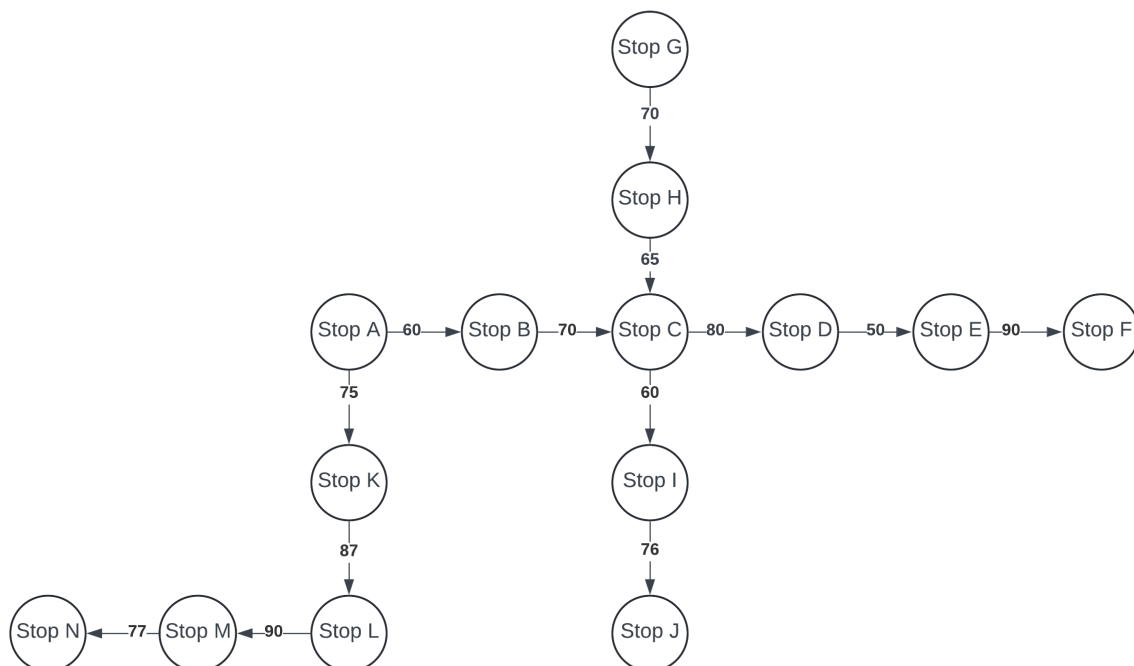 Stop G
70
Stop H
65
Stop A
60
Stop B
70
Stop C
80
Stop D
50
Stop E
90
Stop F
75
60
Stop K
Stop I
87
76
Stop N
77
Stop M
90
Stop L
Stop J